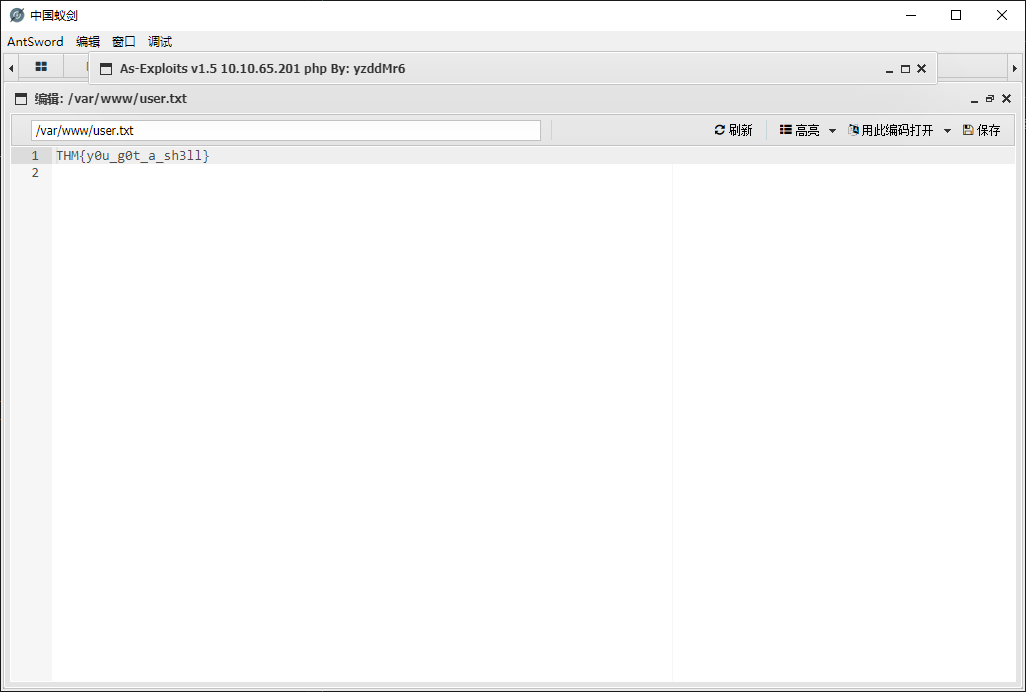 中国蚁剑
AntSword 编辑 窗口 调试
As-Exploits v1.5 10.10.65.201 php By: yzddMr6
编辑: /var/www/user.txt
/var/www/user.txt 刷新 高亮 用此编码打开 保存
1 THM{y0u_g0t_a_sh3ll}
2